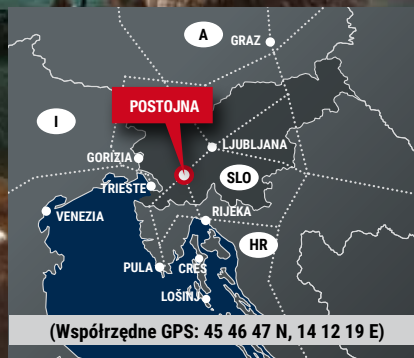 A
GRAZ
POSTOJNA
I
LJUBLJANA
GORIZIA
SLO
TRIESTE
VENEZIA
RIJEKA
HR
PULA
CRES
LOŠINJ
(Współrzędne GPS: 45 46 47 N, 14 12 19 E)